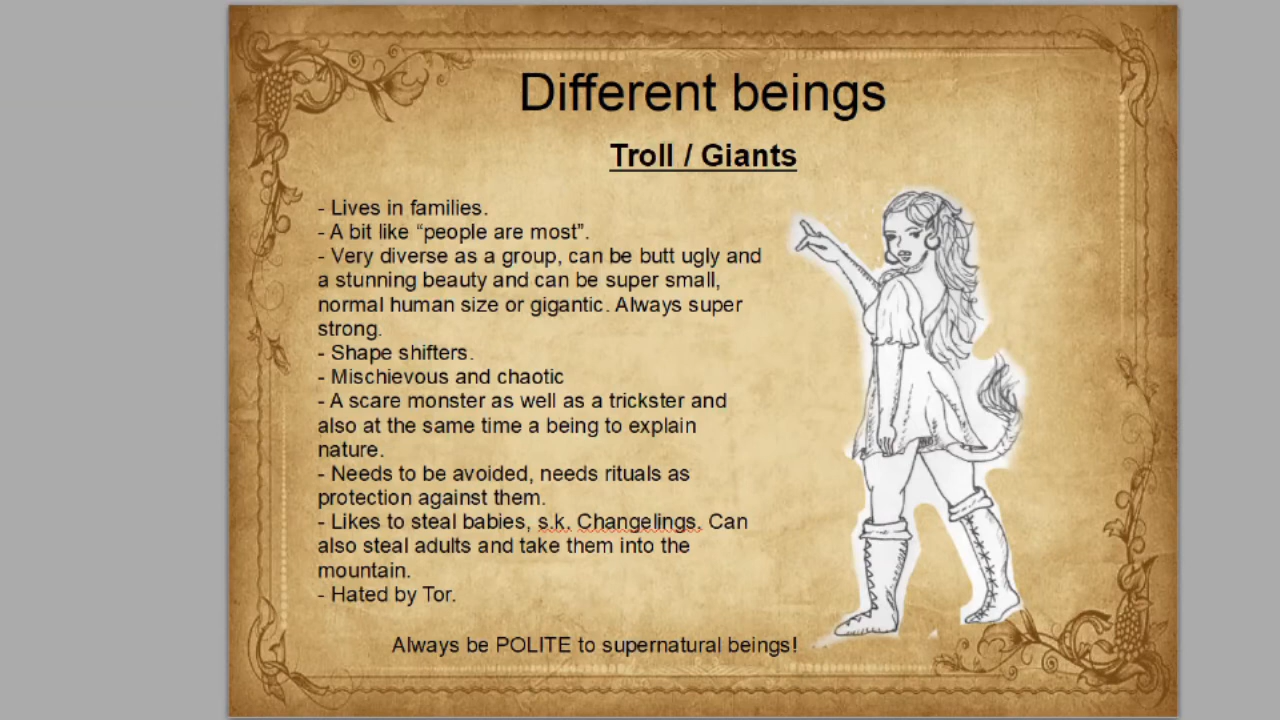 Different beings
Troll / Giants
- Lives in families.
- A bit like “people are most”.
- Very diverse as a group, can be butt ugly and
a stunning beauty and can be super small,
normal human size or gigantic. Always super
strong.
- Shape shifters.
- Mischievous and chaotic
- A scare monster as well as a trickster and
also at the same time a being to explain
nature.
- Needs to be avoided, needs rituals as
protection against them.
- Likes to steal babies, s.k. Changelings. Can
also steal adults and take them into the
mountain.
- Hated by Tor.
Always be POLITE to supernatural beings!